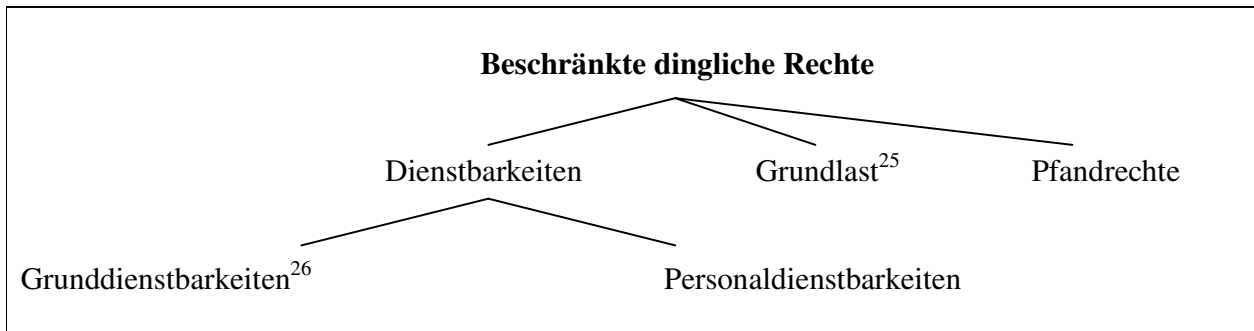 Beschränkte dingliche Rechte
Dienstbarkeiten Grundlast25 Pfandrechte
Grunddienstbarkeiten26 Personaldienstbarkeiten